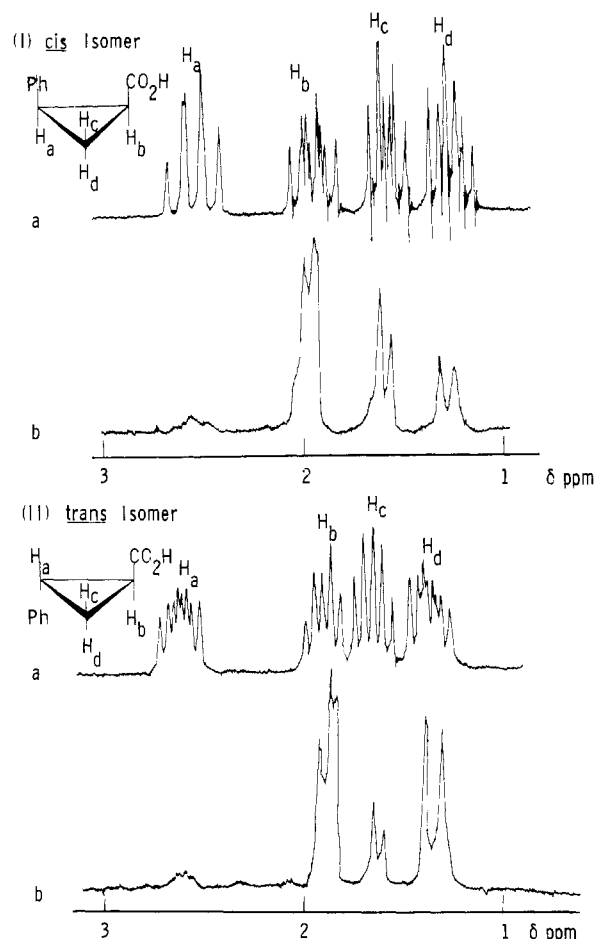 (I) cis Isomer
Ph
CO2H
Ha
Hb
Hc
Hd
Ha
Hb
Hc
Hd
a
b
3
2
1
δ ppm
(II) trans Isomer
Ha
CO2H
Ph
Hb
Hc
Hd
Ha
Hb
Hc
Hd
a
b
3
2
1
δ ppm